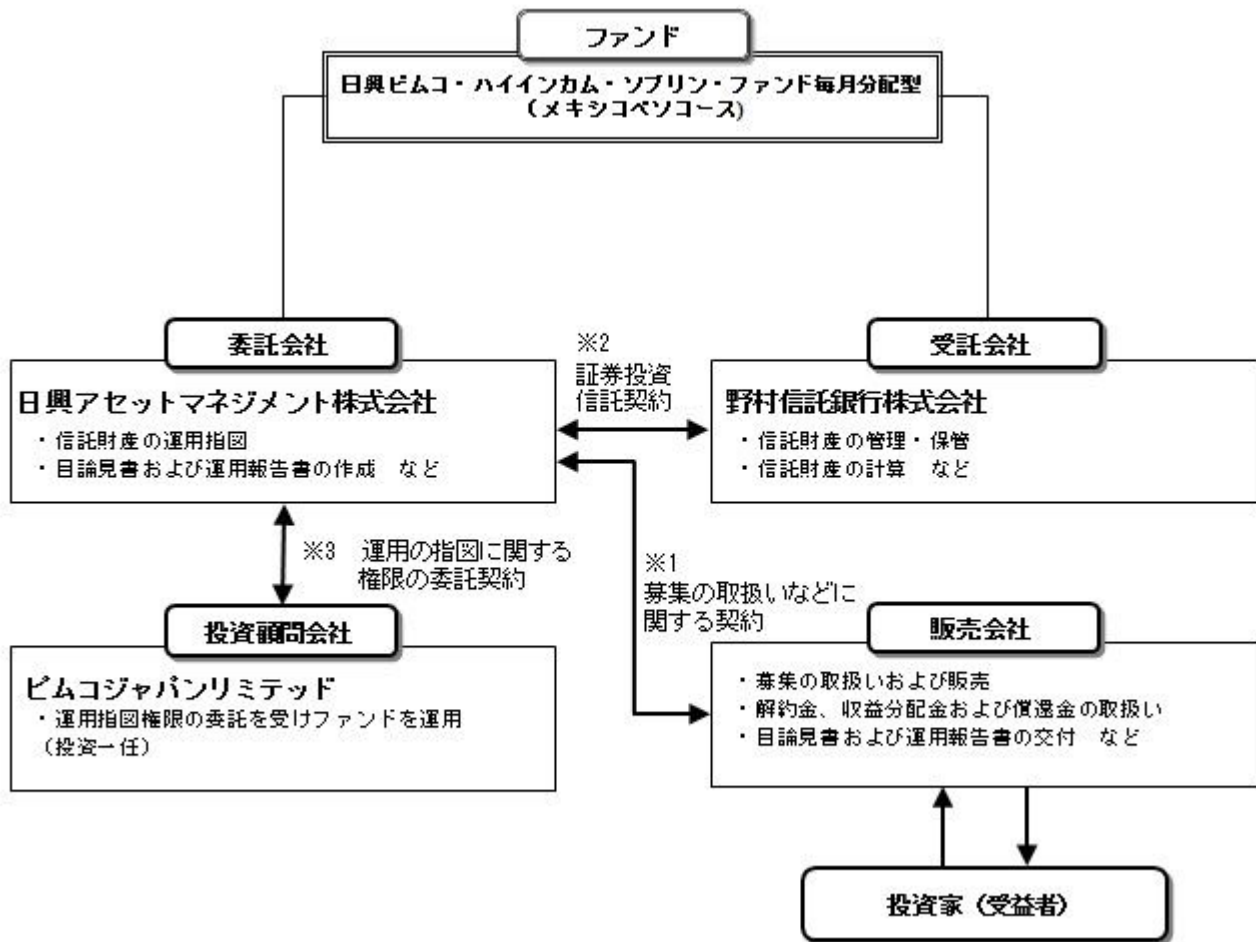 ファンド
日興ピムコ・ハイインカム・ソブリン・ファンド毎月分配型
（メキシコペソコース)
委託会社
日興アセットマネジメント株式会社
・信託財産の運用指図
・目論見書および運用報告書の作成　など
※2
証券投資
信託契約
受託会社
野村信託銀行株式会社
・信託財産の管理・保管
・信託財産の計算　など
※3　運用の指図に関する
権限の委託契約
※1
募集の取扱いなどに
関する契約
投資顧問会社
ピムコジャパンリミテッド
・運用指図権限の委託を受けファンドを運用
（投資一任）
販売会社
・募集の取扱いおよび販売
・解約金、収益分配金および償還金の取扱い
・目論見書および運用報告書の交付　など
投資家（受益者）